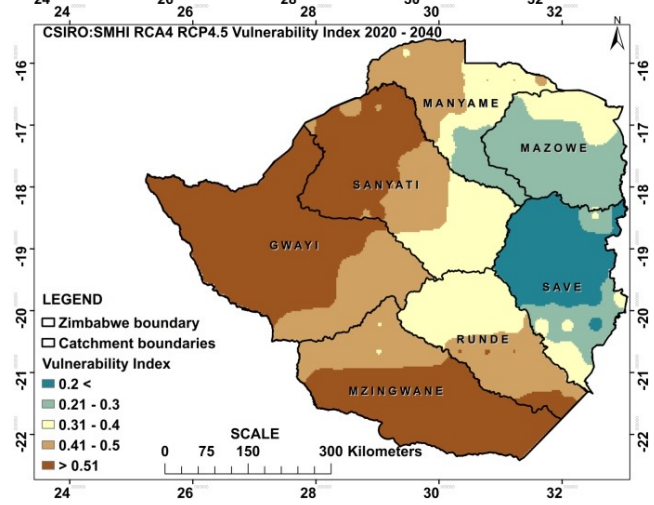 24 26 28 30 32
CSIRO:SMHI RCA4 RCP4.5 Vulnerability Index 2020 - 2040
N
-16
-17
-18
-19
-20
-21
-22
MANYAME
MAZOWE
SANYATI
GWAYI
SAVE
RUNDE
MZINGWANE
LEGEND
Zimbabwe boundary
Catchment boundaries
Vulnerability Index
0.2 <
0.21 - 0.3
0.31 - 0.4
0.41 - 0.5
> 0.51
SCALE
0 75 150 300 Kilometers
-16
-17
-18
-19
-20
-21
-22
24 26 28 30 32